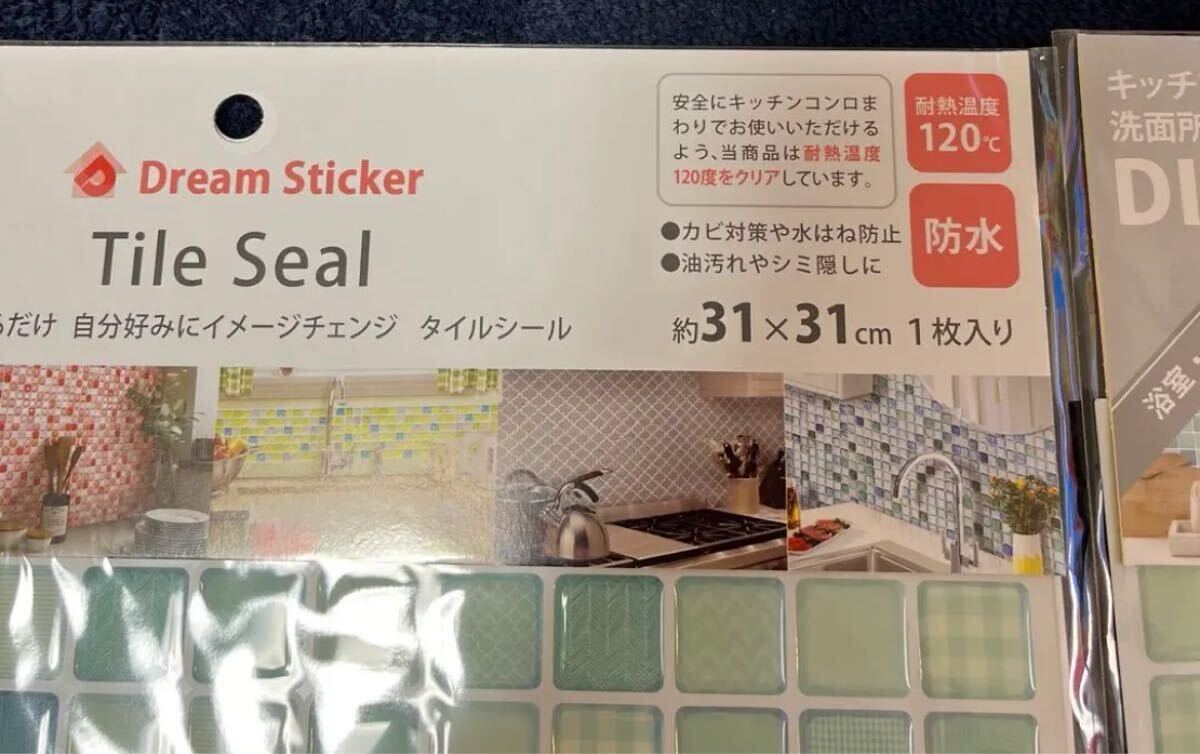 Dream Sticker
Tile Seal
るだけ 自分好みにイメージチェンジ タイルシール
安全にキッチンコンロま
わりでお使いいただける
よう、当商品は耐熱温度
120度をクリアしています。
耐熱温度
120℃
●カビ対策や水はね防止
●油汚れやシミ隠しに
防水
約31×31cm 1枚入り
キッチ
洗面所
DI
浴室